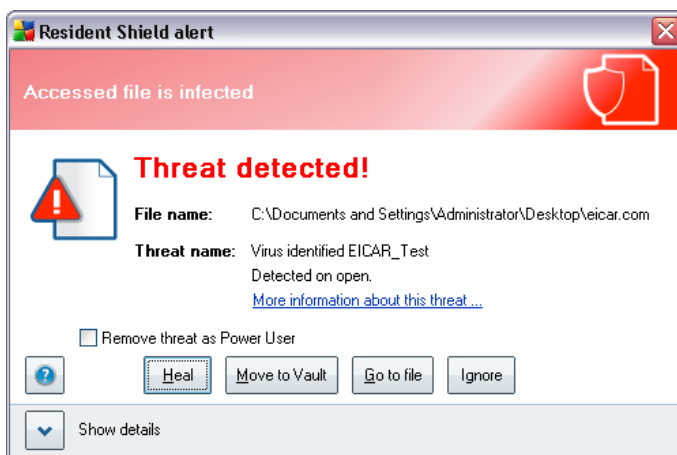 Resident Shield alert
Accessed file is infected
Threat detected!
File name: C:\Documents and Settings\Administrator\Desktop\eicar.com
Threat name: Virus identified EICAR_Test
Detected on open.
More information about this threat ...
Remove threat as Power User
? Heal Move to Vault Go to file Ignore
Show details